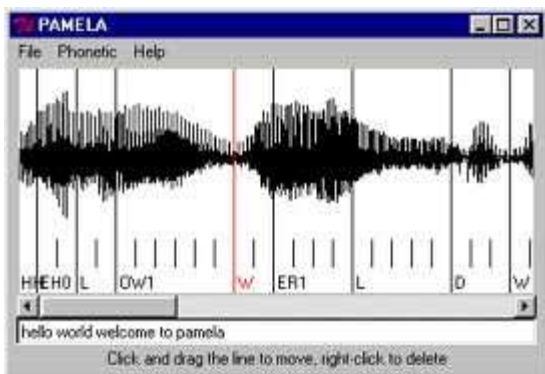 PAMELA
File Phonetic Help
HH EH0 L OW1 W ER1 L D W
hello world welcome to pamela
Click and drag the line to move, right-click to delete